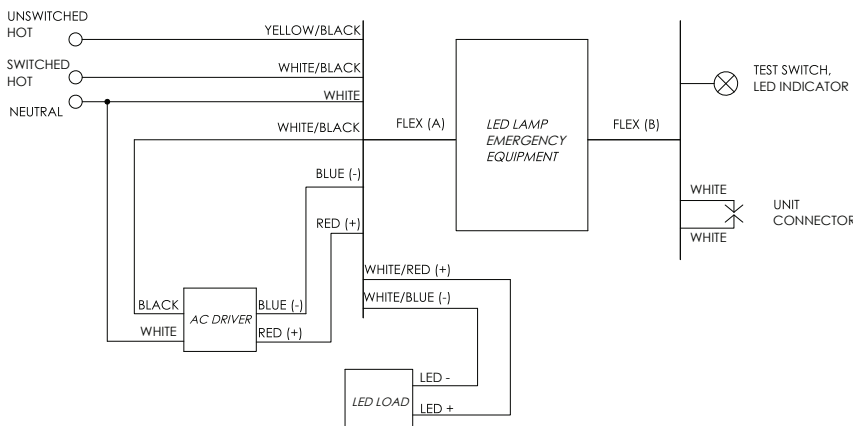 UNSWITCHED
HOT
YELLOW/BLACK
SWITCHED
HOT
WHITE/BLACK
NEUTRAL
WHITE
WHITE/BLACK
FLEX (A)
LED LAMP
EMERGENCY
EQUIPMENT
FLEX (B)
TEST SWITCH,
LED INDICATOR
BLUE (-)
RED (+)
WHITE
WHITE
UNIT
CONNECTOR
WHITE/RED (+)
WHITE/BLUE (-)
BLACK
WHITE
AC DRIVER
BLUE (-)
RED (+)
LED LOAD
LED -
LED +